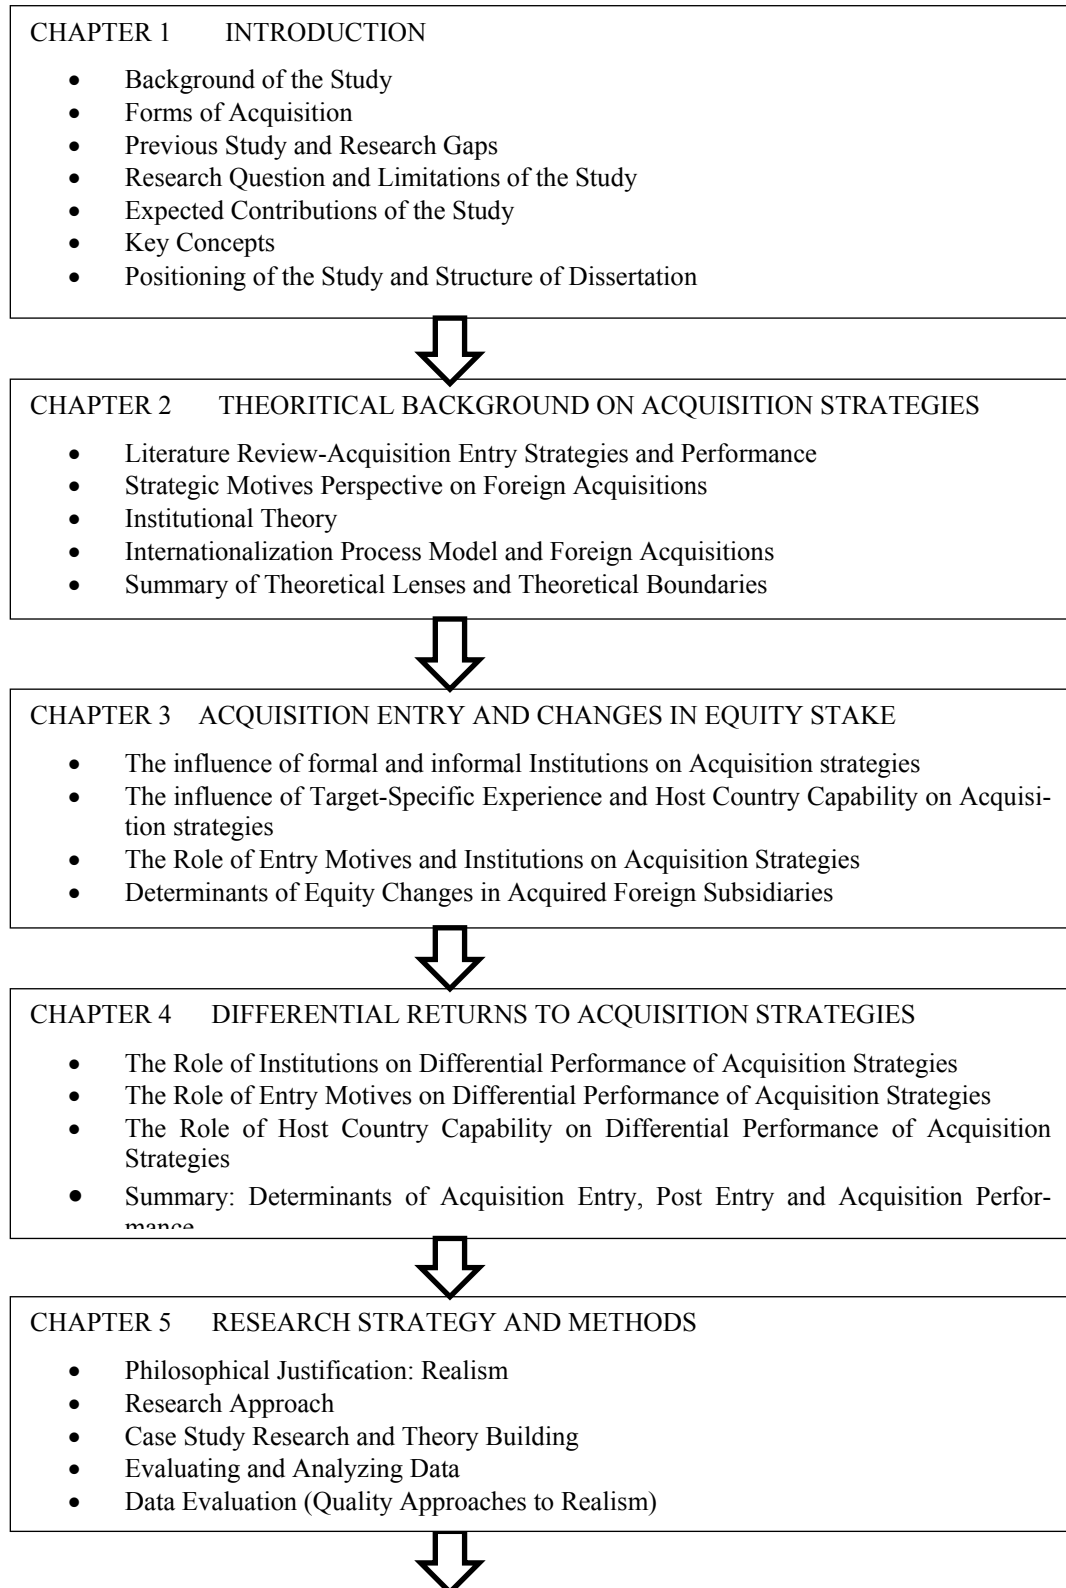 CHAPTER 1 INTRODUCTION
• Background of the Study
• Forms of Acquisition
• Previous Study and Research Gaps
• Research Question and Limitations of the Study
• Expected Contributions of the Study
• Key Concepts
• Positioning of the Study and Structure of Dissertation
CHAPTER 2 THEORITICAL BACKGROUND ON ACQUISITION STRATEGIES
• Literature Review-Acquisition Entry Strategies and Performance
• Strategic Motives Perspective on Foreign Acquisitions
• Institutional Theory
• Internationalization Process Model and Foreign Acquisitions
• Summary of Theoretical Lenses and Theoretical Boundaries
CHAPTER 3 ACQUISITION ENTRY AND CHANGES IN EQUITY STAKE
• The influence of formal and informal Institutions on Acquisition strategies
• The influence of Target-Specific Experience and Host Country Capability on Acquisi-
tion strategies
• The Role of Entry Motives and Institutions on Acquisition Strategies
• Determinants of Equity Changes in Acquired Foreign Subsidiaries
CHAPTER 4 DIFFERENTIAL RETURNS TO ACQUISITION STRATEGIES
• The Role of Institutions on Differential Performance of Acquisition Strategies
• The Role of Entry Motives on Differential Performance of Acquisition Strategies
• The Role of Host Country Capability on Differential Performance of Acquisition
Strategies
• Summary: Determinants of Acquisition Entry, Post Entry and Acquisition Perfor-
mance
CHAPTER 5 RESEARCH STRATEGY AND METHODS
• Philosophical Justification: Realism
• Research Approach
• Case Study Research and Theory Building
• Evaluating and Analyzing Data
• Data Evaluation (Quality Approaches to Realism)